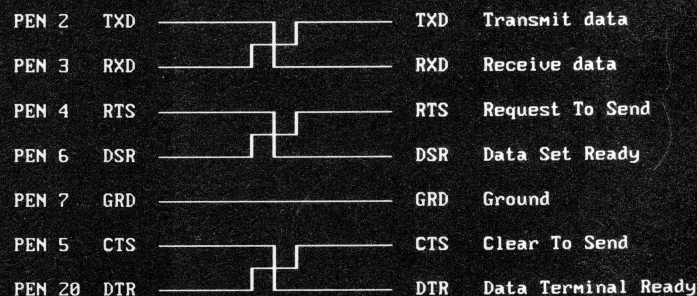 PEN 2 TXD TXD Transmit data
PEN 3 RXD RXD Receive data
PEN 4 RTS RTS Request To Send
PEN 6 DSR DSR Data Set Ready
PEN 7 GRD GRD Ground
PEN 5 CTS CTS Clear To Send
PEN 20 DTR DTR Data Terminal Ready